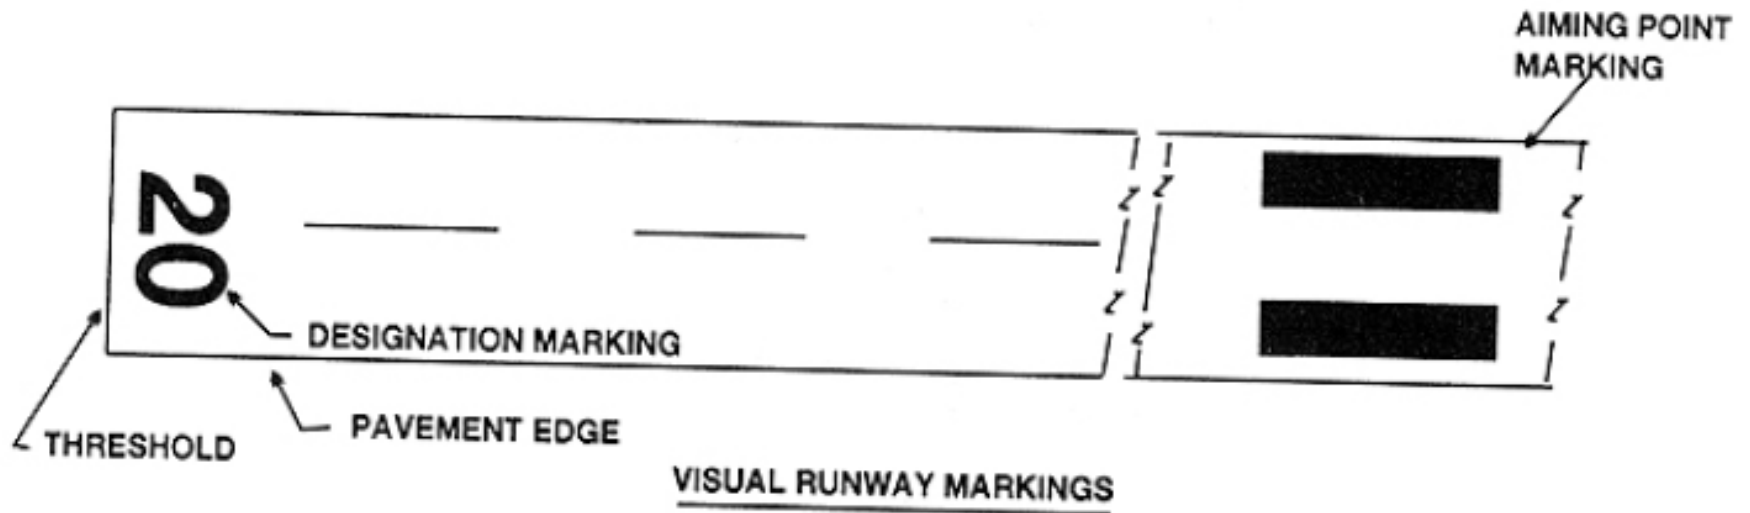 AIMING POINT
MARKING
20
DESIGNATION MARKING
PAVEMENT EDGE
THRESHOLD
VISUAL RUNWAY MARKINGS